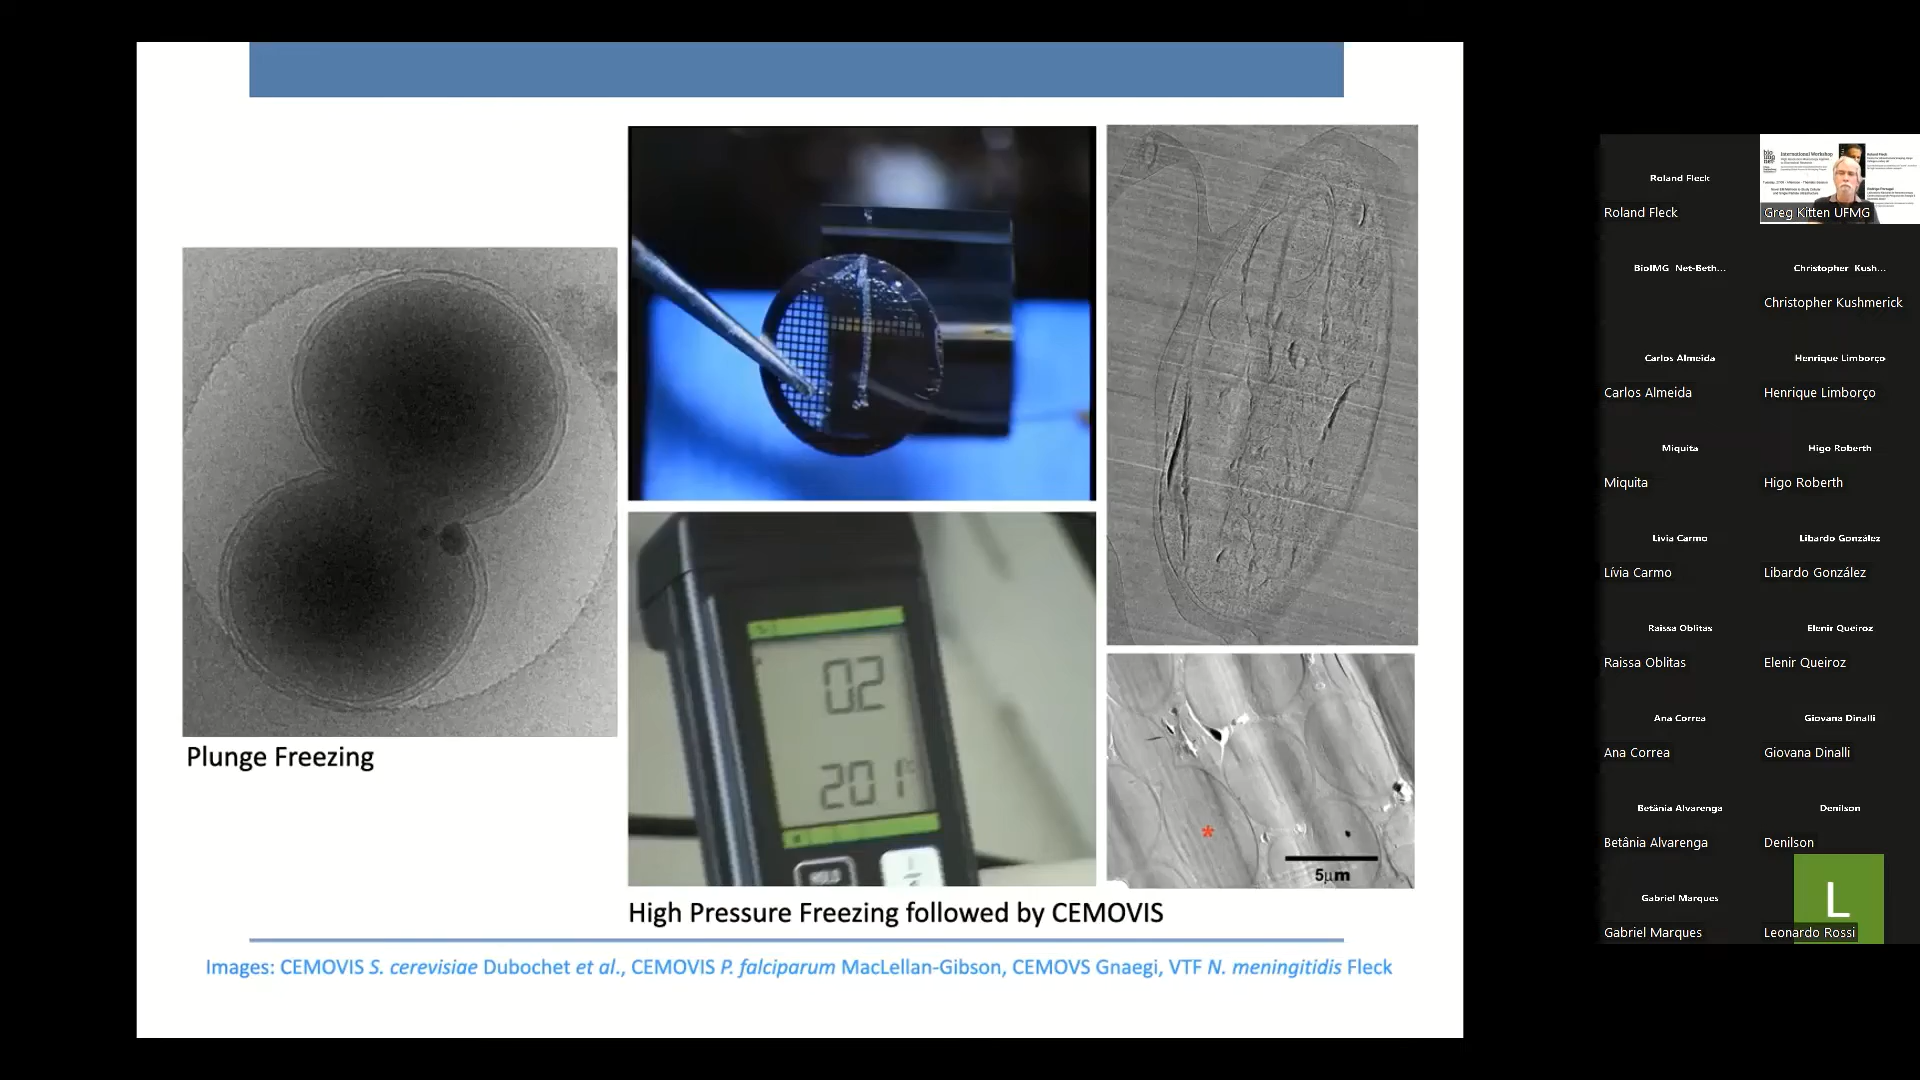 02
201°
*
5µm
Plunge Freezing
High Pressure Freezing followed by CEMOVIS
Images: CEMOVIS S. cerevisiae Dubochet et al., CEMOVIS P. falciparum MacLellan-Gibson, CEMOVS Gnaegi, VTF N. meningitidis Fleck
Roland Fleck
Roland Fleck
International Workshop
Greg Kitten UFMG
BioIMG Net-Beth...
Christopher Kush...
Christopher Kushmerick
Carlos Almeida
Henrique Limborço
Carlos Almeida
Henrique Limborço
Miquita
Higo Roberth
Miquita
Higo Roberth
Lívia Carmo
Libardo González
Lívia Carmo
Libardo González
Raissa Oblitas
Elenir Queiroz
Raissa Oblitas
Elenir Queiroz
Ana Correa
Giovana Dinalli
Ana Correa
Giovana Dinalli
Betânia Alvarenga
Denilson
Betânia Alvarenga
Denilson
Gabriel Marques
L
Gabriel Marques
Leonardo Rossi